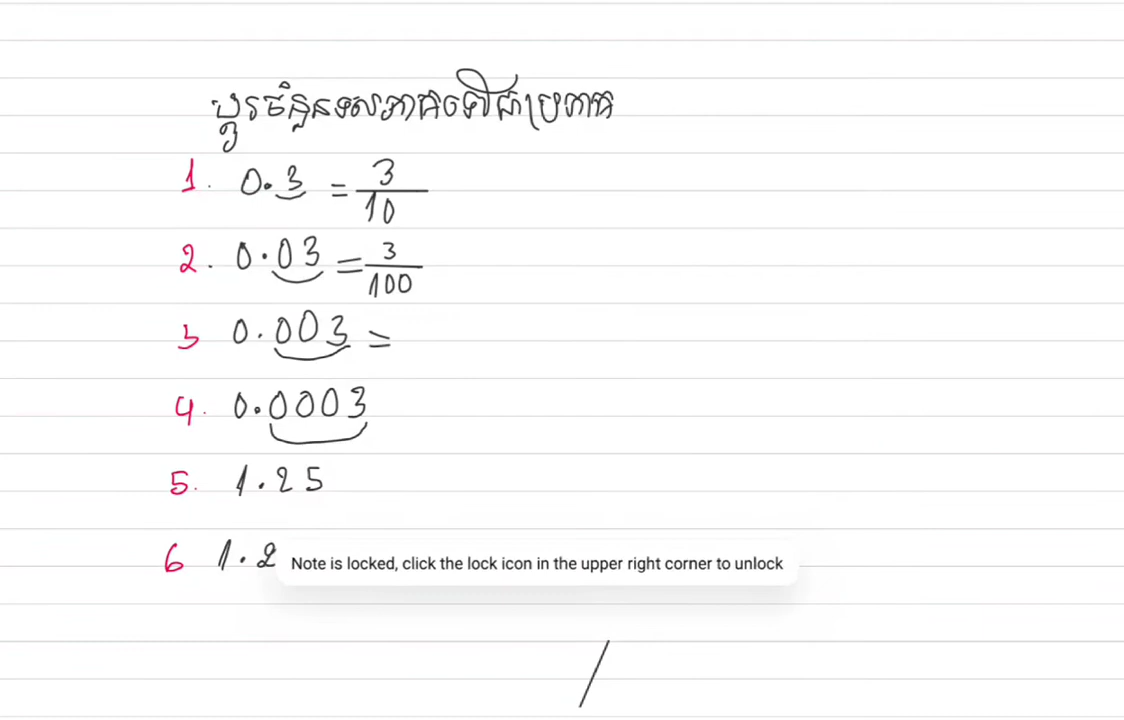 ប្តូរចំនួនទសភាគទៅជាប្រភាគ
1. 0.3 = 3/10
2. 0.03 = 3/100
3 0.003 =
4. 0.0003
5. 1.25
6 1.2
Note is locked, click the lock icon in the upper right corner to unlock